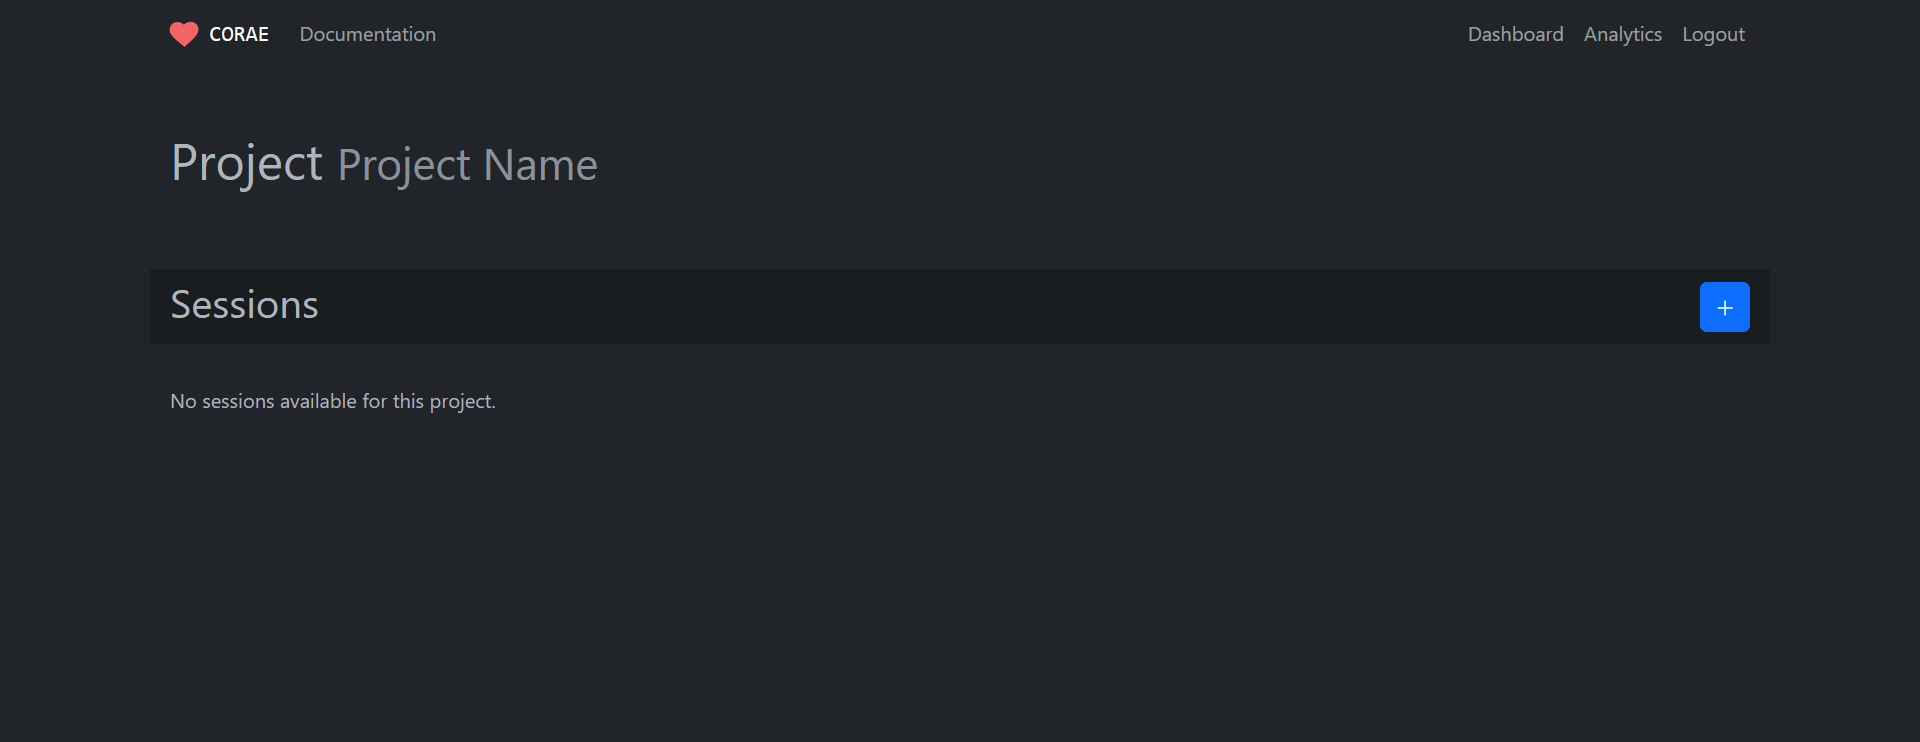 CORAE Documentation Dashboard Analytics Logout
Project Project Name
Sessions +
No sessions available for this project.